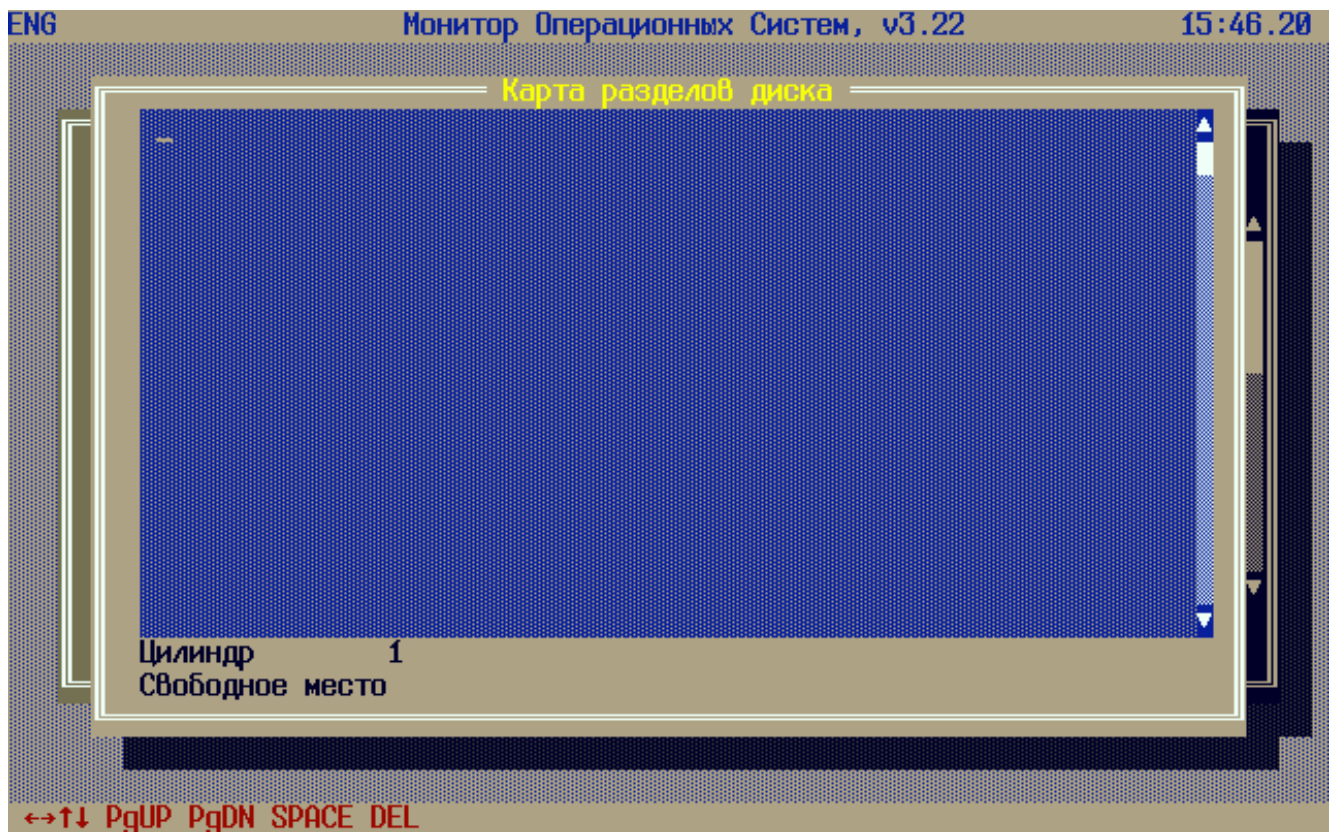 ENG Монитор Операционных Систем, v3.22 15:46.20
Карта разделов диска
Цилиндр 1
Свободное место
←→↑↓ PgUP PgDN SPACE DEL